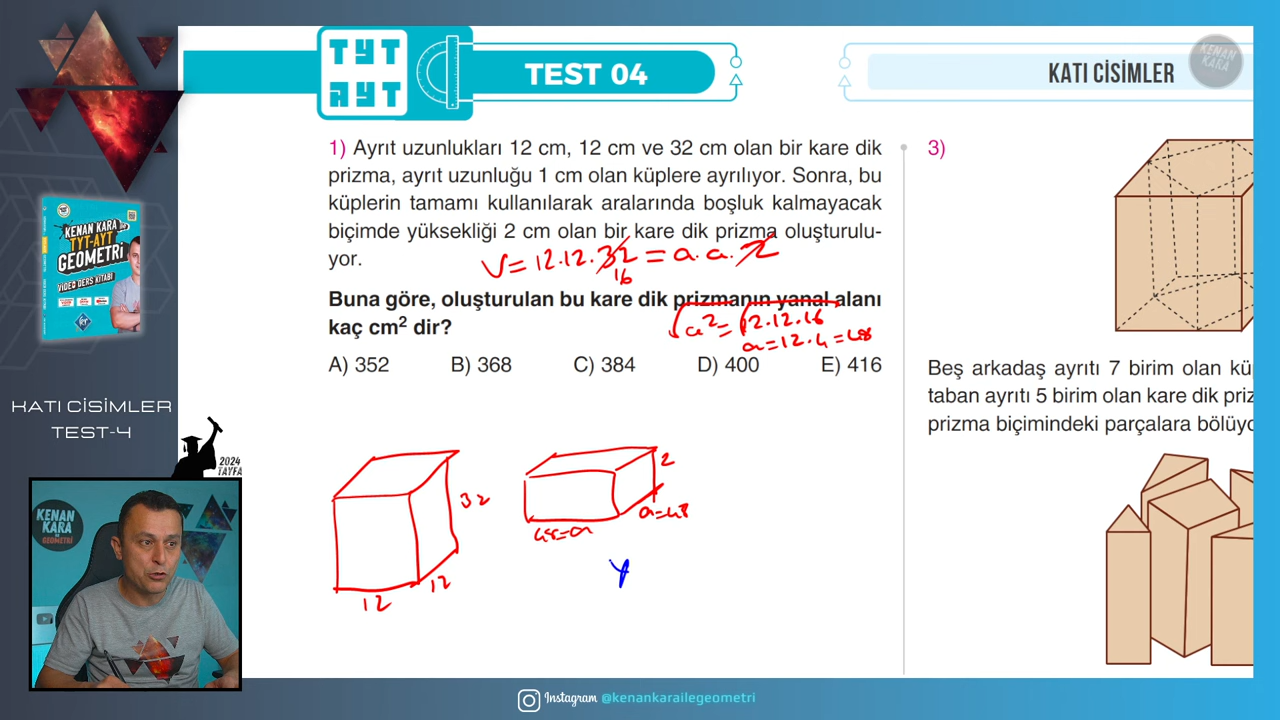 TYT
AYT
TEST 04
KATI CİSİMLER
KENAN
KARA
1) Ayrıt uzunlukları 12 cm, 12 cm ve 32 cm olan bir kare dik
prizma, ayrıt uzunluğu 1 cm olan küplere ayrılıyor. Sonra, bu
küplerin tamamı kullanılarak aralarında boşluk kalmayacak
biçimde yüksekliği 2 cm olan bir kare dik prizma oluşturulu-
yor.
V = 12.12.32 = a.a.2
16
Buna göre, oluşturulan bu kare dik prizmanın yanal alanı
kaç cm² dir?
√a² = √12.12.16
a = 12.4 = 48
A) 352 B) 368 C) 384 D) 400 E) 416
32
12
12
2
a=48
48=a
Y
3)
Beş arkadaş ayrıtı 7 birim olan kü
taban ayrıtı 5 birim olan kare dik priz
prizma biçimindeki parçalara bölüyo
KENAN KARA
TYT-AYT
GEOMETRİ
VİDEO DERS KİTABI
KATI CİSİMLER
TEST-4
2024
TAYFA
KENAN
KARA
GEOMETRİ
Instagram @kenankarailegeometri